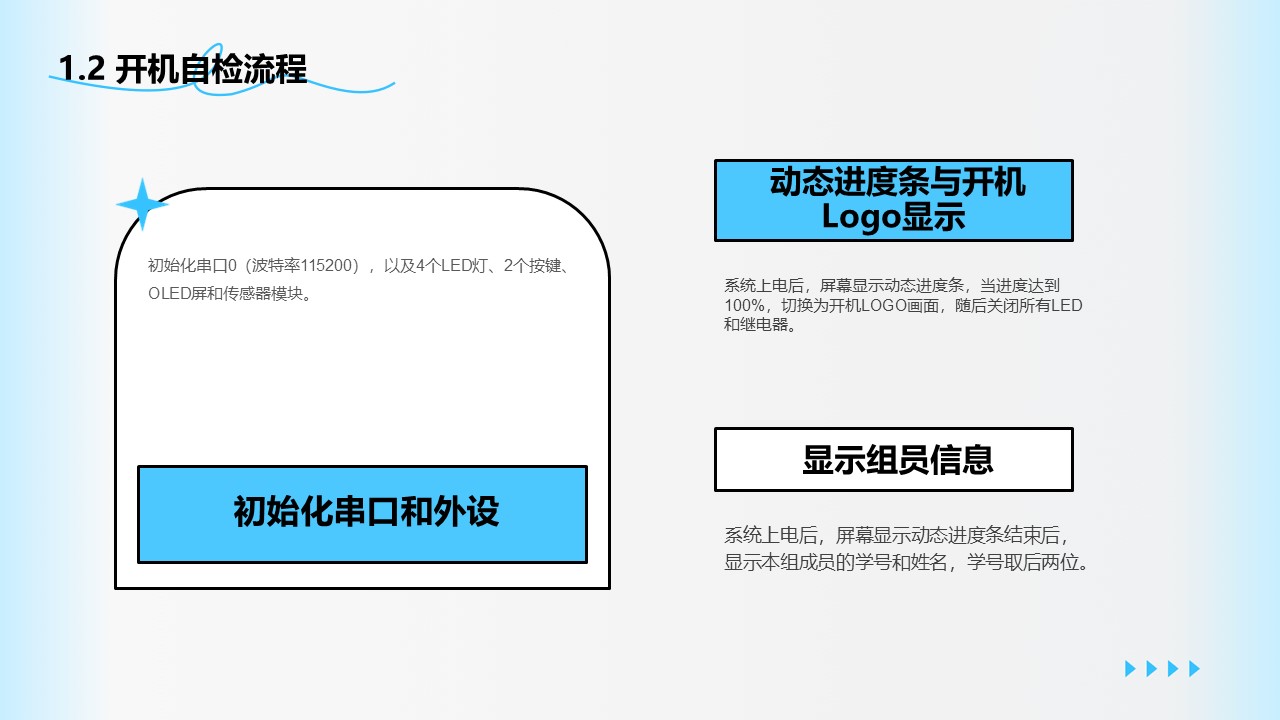 1.2 开机自检流程
初始化串口0（波特率115200），以及4个LED灯、2个按键、
OLED屏和传感器模块。
初始化串口和外设
动态进度条与开机
Logo显示
系统上电后，屏幕显示动态进度条，当进度达到
100%，切换为开机LOGO画面，随后关闭所有LED
和继电器。
显示组员信息
系统上电后，屏幕显示动态进度条结束后，
显示本组成员的学号和姓名，学号取后两位。